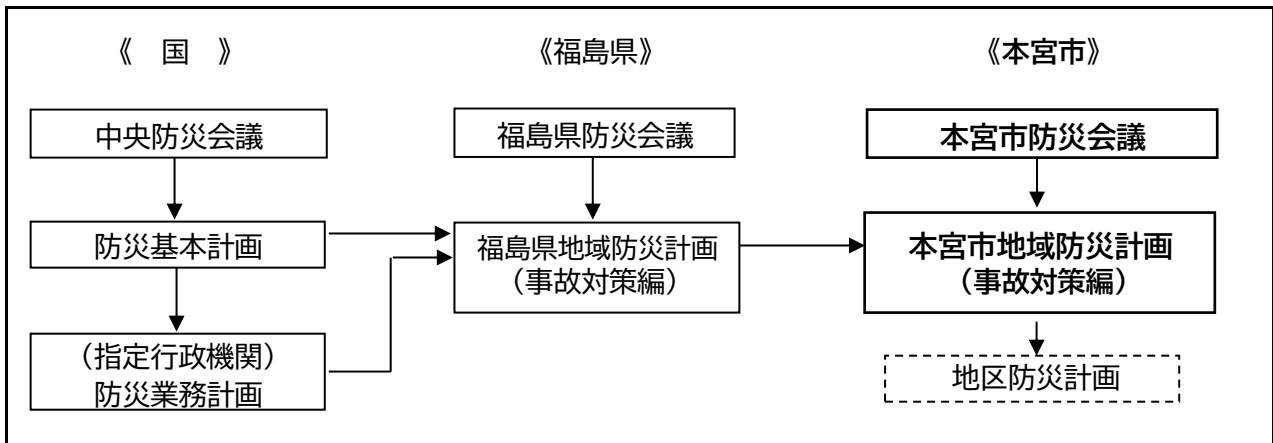 《 国 》
中央防災会議
防災基本計画
(指定行政機関)
防災業務計画
《福島県》
福島県防災会議
福島県地域防災計画
(事故対策編)
《本宮市》
本宮市防災会議
本宮市地域防災計画
(事故対策編)
地区防災計画